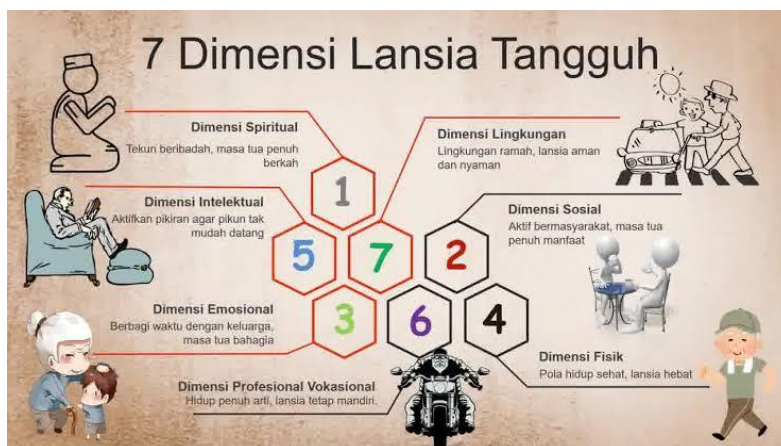 7 Dimensi Lansia Tangguh
Dimensi Spiritual
Tekun beribadah, masa tua penuh
berkah
Dimensi Lingkungan
Lingkungan ramah, lansia aman
dan nyaman
1
Dimensi Intelektual
Aktifkan pikiran agar pikun tak
mudah datang
Dimensi Sosial
Aktif bermasyarakat, masa tua
penuh manfaat
5
7
2
Dimensi Emosional
Berbagi waktu dengan keluarga,
masa tua bahagia
3
6
4
Dimensi Fisik
Pola hidup sehat, lansia hebat
Dimensi Profesional Vokasional
Hidup penuh arti, lansia tetap mandiri.